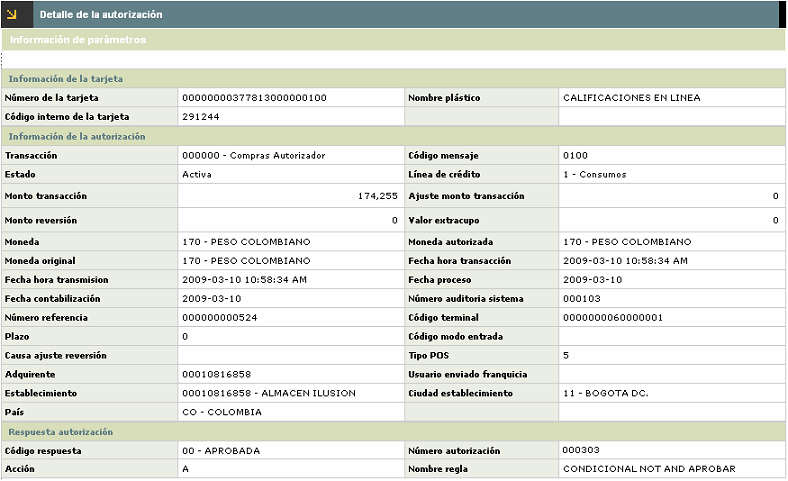 Detalle de la autorización
Información de parámetros
Información de la tarjeta
Número de la tarjeta 00000000377813000000100 Nombre plástico CALIFICACIONES EN LINEA
Código interno de la tarjeta 291244
Información de la autorización
Transacción 000000 - Compras Autorizador Código mensaje 0100
Estado Activa Línea de crédito 1 - Consumos
Monto transacción 174,255 Ajuste monto transacción 0
Monto reversión 0 Valor extracupo 0
Moneda 170 - PESO COLOMBIANO Moneda autorizada 170 - PESO COLOMBIANO
Moneda original 170 - PESO COLOMBIANO Fecha hora transacción 2009-03-10 10:58:34 AM
Fecha hora transmision 2009-03-10 10:58:34 AM Fecha proceso 2009-03-10
Fecha contabilización 2009-03-10 Número auditoria sistema 000103
Número referencia 000000000524 Código terminal 0000000060000001
Plazo 0 Código modo entrada
Causa ajuste reversión Tipo POS 5
Adquirente 00010816858 Usuario enviado franquicia
Establecimiento 00010816858 - ALMACEN ILUSION Ciudad establecimiento 11 - BOGOTA DC.
País CO - COLOMBIA
Respuesta autorización
Código respuesta 00 - APROBADA Número autorización 000303
Acción A Nombre regla CONDICIONAL NOT AND APROBAR